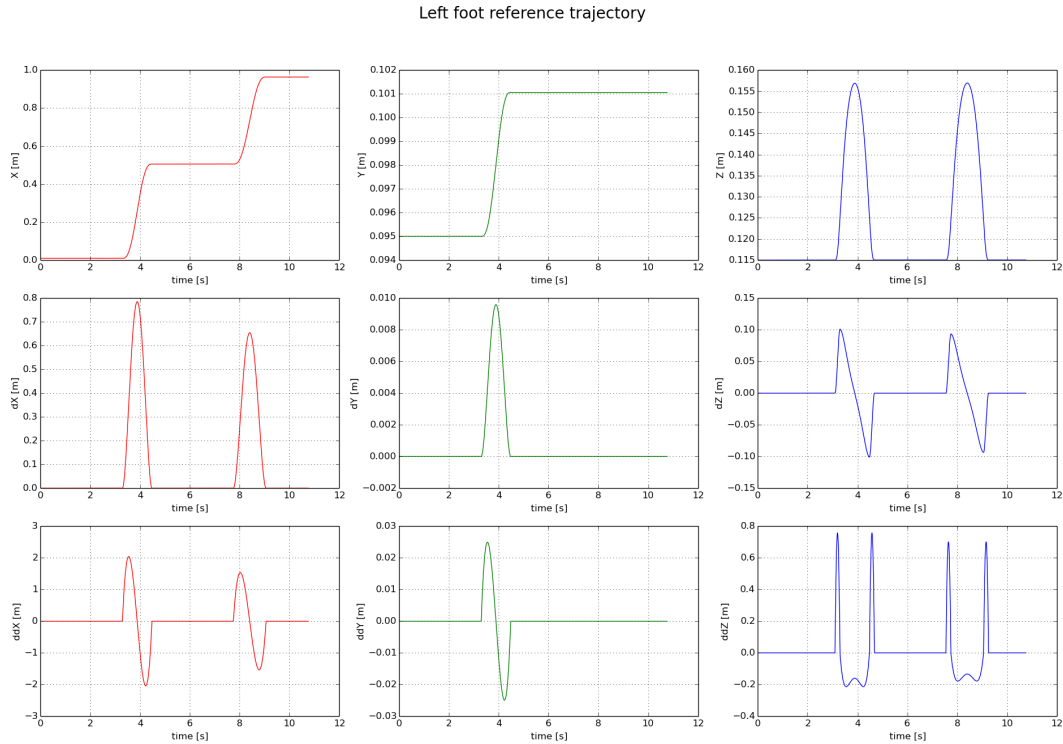 Left foot reference trajectory
1.0
0.8
0.6
0.4
0.2
0.0
X [m]
0 2 4 6 8 10 12
time [s]
0.102
0.101
0.100
0.099
0.098
0.097
0.096
0.095
0.094
Y [m]
0 2 4 6 8 10 12
time [s]
0.160
0.155
0.150
0.145
0.140
0.135
0.130
0.125
0.120
0.115
Z [m]
0 2 4 6 8 10 12
time [s]
0.8
0.7
0.6
0.5
0.4
0.3
0.2
0.1
0.0
dX [m]
0 2 4 6 8 10 12
time [s]
0.010
0.008
0.006
0.004
0.002
0.000
−0.002
dY [m]
0 2 4 6 8 10 12
time [s]
0.15
0.10
0.05
0.00
−0.05
−0.10
−0.15
dZ [m]
0 2 4 6 8 10 12
time [s]
3
2
1
0
−1
−2
−3
ddX [m]
0 2 4 6 8 10 12
time [s]
0.03
0.02
0.01
0.00
−0.01
−0.02
−0.03
ddY [m]
0 2 4 6 8 10 12
time [s]
0.8
0.6
0.4
0.2
0.0
−0.2
−0.4
ddZ [m]
0 2 4 6 8 10 12
time [s]